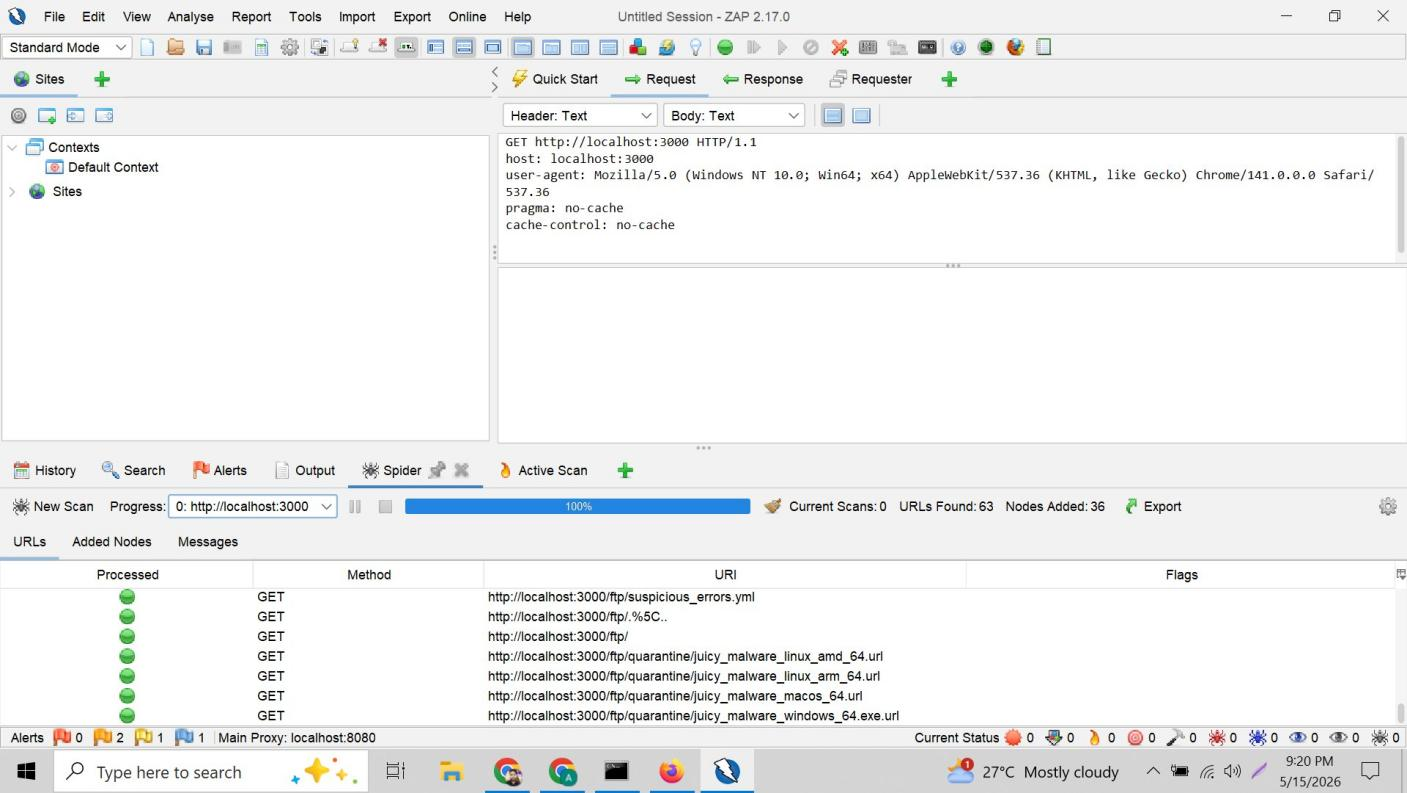 File Edit View Analyse Report Tools Import Export Online Help Untitled Session - ZAP 2.17.0
Standard Mode
Sites
Quick Start Request Response Requester
Header: Text Body: Text
Contexts
Default Context
Sites
GET http://localhost:3000 HTTP/1.1
host: localhost:3000
user-agent: Mozilla/5.0 (Windows NT 10.0; Win64; x64) AppleWebKit/537.36 (KHTML, like Gecko) Chrome/141.0.0.0 Safari/
537.36
pragma: no-cache
cache-control: no-cache
History Search Alerts Output Spider Active Scan
New Scan Progress: 0: http://localhost:3000 100% Current Scans: 0 URLs Found: 63 Nodes Added: 36 Export
URLs Added Nodes Messages
Processed Method URI Flags
GET http://localhost:3000/ftp/suspicious_errors.yml
GET http://localhost:3000/ftp/.%5C..
GET http://localhost:3000/ftp/
GET http://localhost:3000/ftp/quarantine/juicy_malware_linux_amd_64.url
GET http://localhost:3000/ftp/quarantine/juicy_malware_linux_arm_64.url
GET http://localhost:3000/ftp/quarantine/juicy_malware_macos_64.url
GET http://localhost:3000/ftp/quarantine/juicy_malware_windows_64.exe.url
Alerts 0 2 1 1 Main Proxy: localhost:8080 Current Status 0 0 0 0 0 0 0 0 0 0
Type here to search 1 27°C Mostly cloudy 9:20 PM
5/15/2026